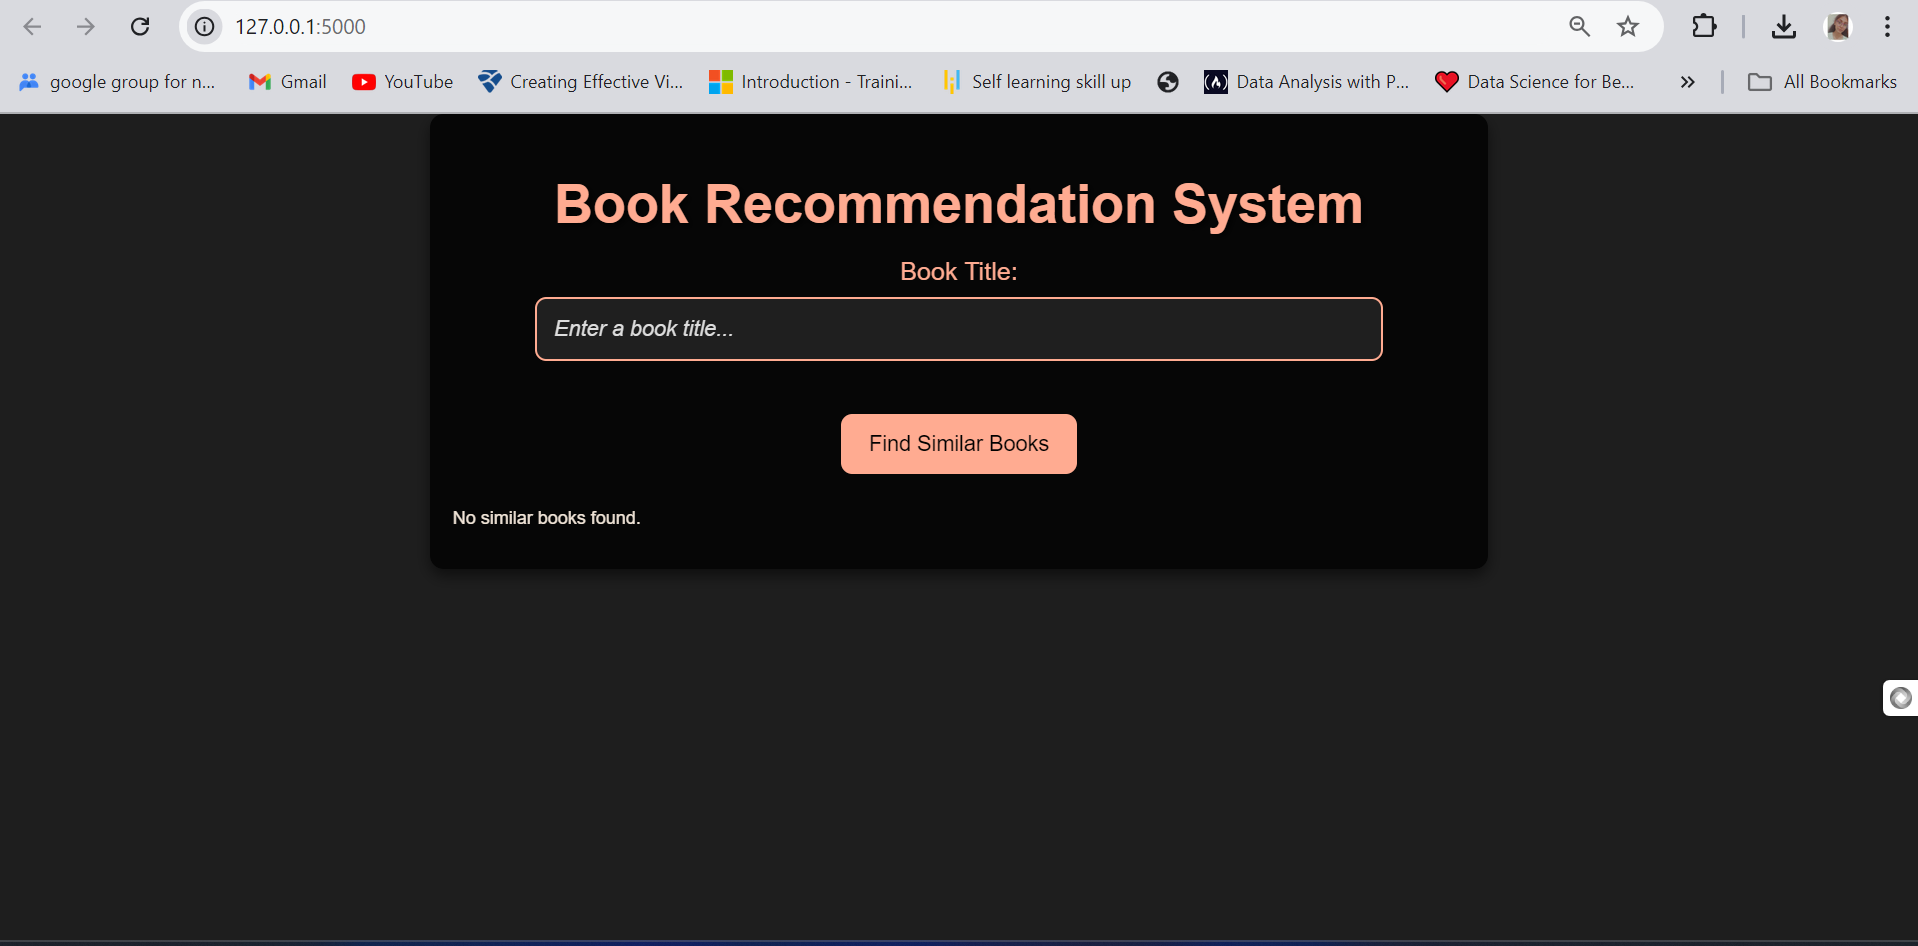 127.0.0.1:5000
google group for n... Gmail YouTube Creating Effective Vi... Introduction - Traini... Self learning skill up Data Analysis with P... Data Science for Be... All Bookmarks
Book Recommendation System
Book Title:
Enter a book title...
Find Similar Books
No similar books found.